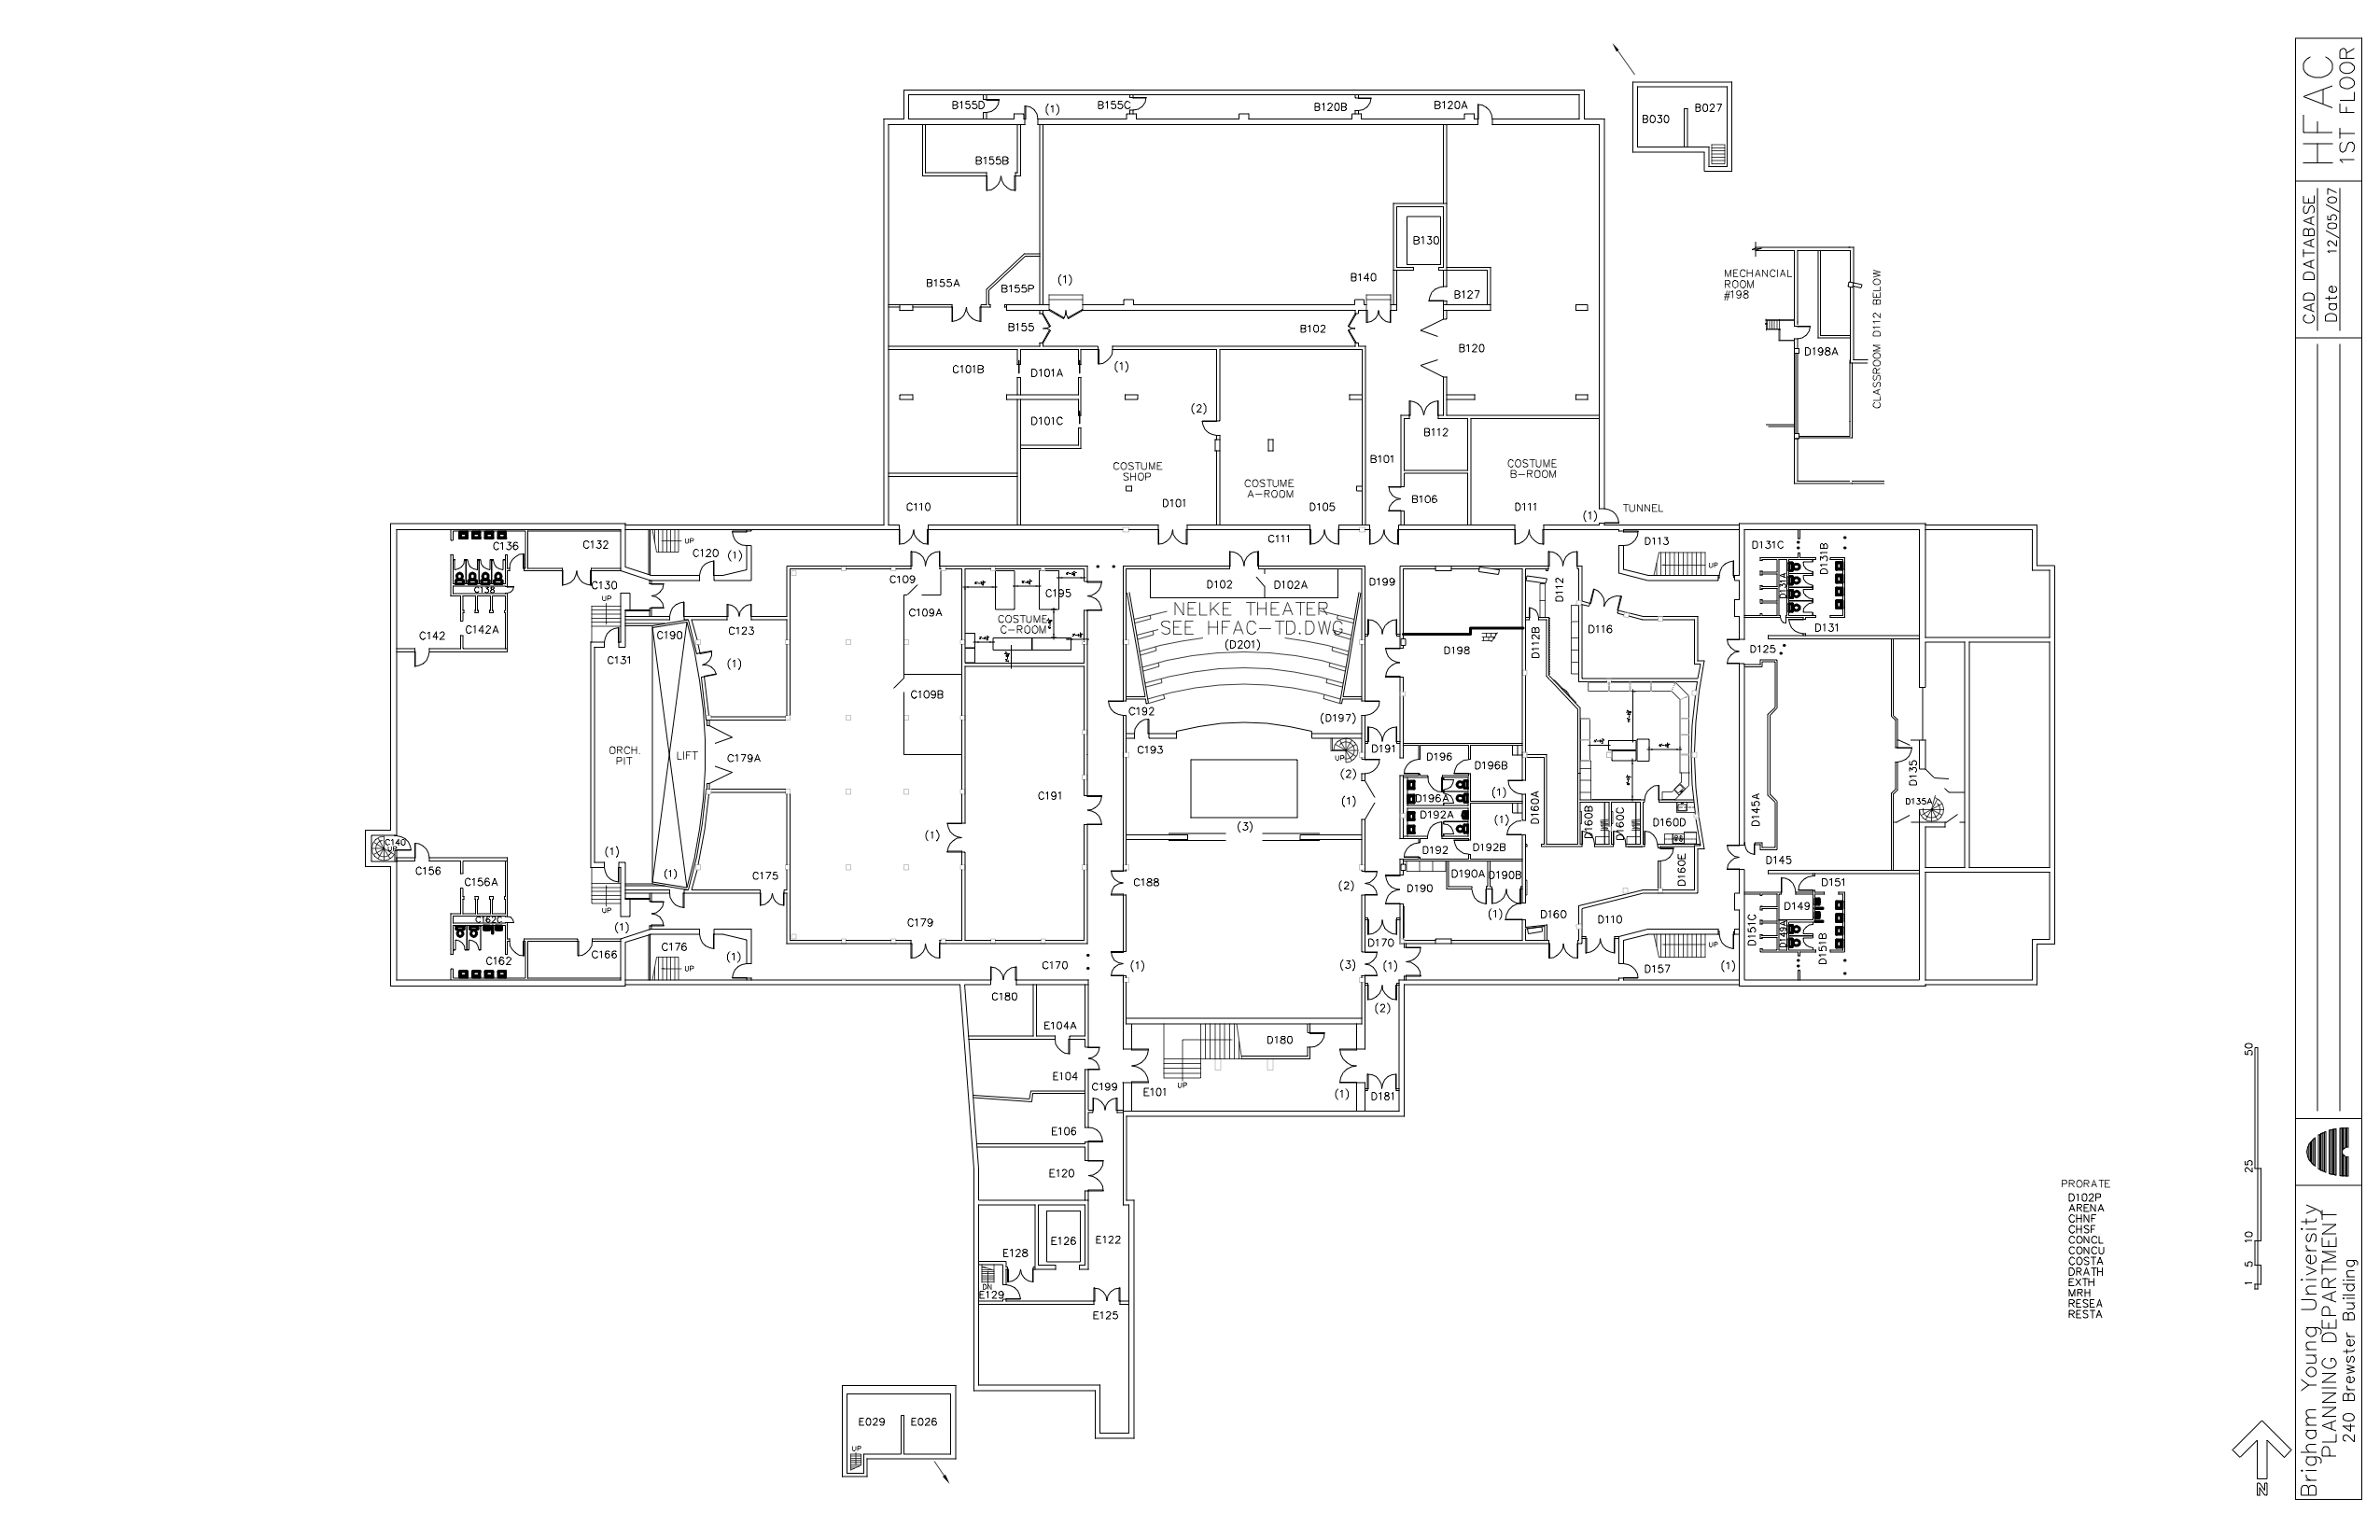 B155D
(1)
B155C
B120B
B120A
B030
B027
B155B
B130
B155A
B155P
(1)
B140
B127
B155
B102
B120
MECHANCIAL
ROOM
#198
D198A
CLASSROOM D112 BELOW
C101B
D101A
(1)
D101C
(2)
B112
COSTUME
SHOP
COSTUME
A-ROOM
B101
COSTUME
B-ROOM
C110
D101
D105
B106
D111
(1)
TUNNEL
C136
C132
UP
C120
(1)
C111
D113
UP
D131C
D131B
C138
C130
UP
C109
C195
D102
D102A
D199
D112
D131A
C142
C142A
C190
C123
C109A
COSTUME
C-ROOM
NELKE THEATER
SEE HFAC-TD.DWG
(D201)
D198
D112B
D116
D131
C131
(1)
D125
C109B
C192
(D197)
ORCH.
PIT
LIFT
C179A
C193
UP
D191
(2)
D196
D196B
D135
C191
(1)
D196A
(1)
D160A
D145A
D135A
(3)
D192A
(1)
D160B
D160C
D160D
C140
UP
(1)
(1)
D192
D192B
C156
C156A
(1)
C175
C188
(2)
D190
D190A
D190B
D160E
D145
D151
C162C
UP
(1)
C179
(1)
D160
D110
D151C
D149
D149A
D151B
C162
C166
C176
UP
(1)
C170
(1)
D170
(3)
(1)
D157
UP
(1)
C180
E104A
(2)
D180
E104
C199
E101
UP
(1)
D181
E106
E120
E128
E126
E122
DN
E129
E125
E029
E026
UP
PRORATE
D102P
ARENA
CHNF
CHSF
CONCL
CONCU
COSTA
DRATH
EXTH
MRH
RESEA
RESTA
50
25
10
5
1
N
HFAC
1ST FLOOR
CAD DATABASE
Date 12/05/07
Brigham Young University
PLANNING DEPARTMENT
240 Brewster Building